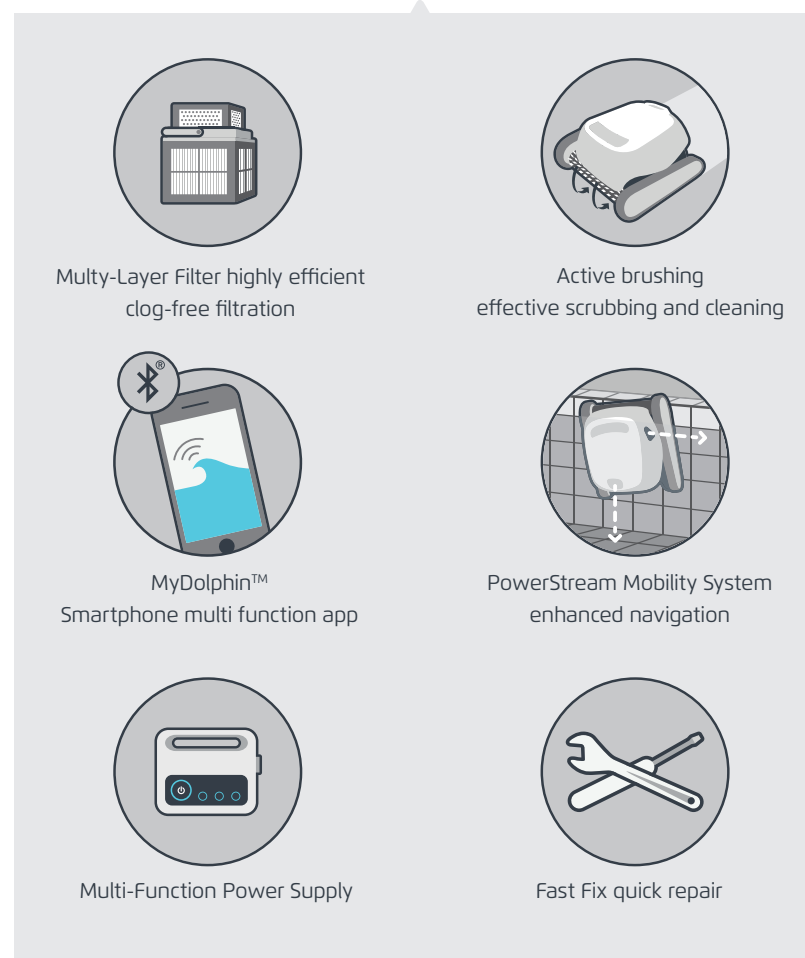 Multy-Layer Filter highly efficient
clog-free filtration
Active brushing
effective scrubbing and cleaning
®
MyDolphin™
Smartphone multi function app
PowerStream Mobility System
enhanced navigation
Multi-Function Power Supply
Fast Fix quick repair